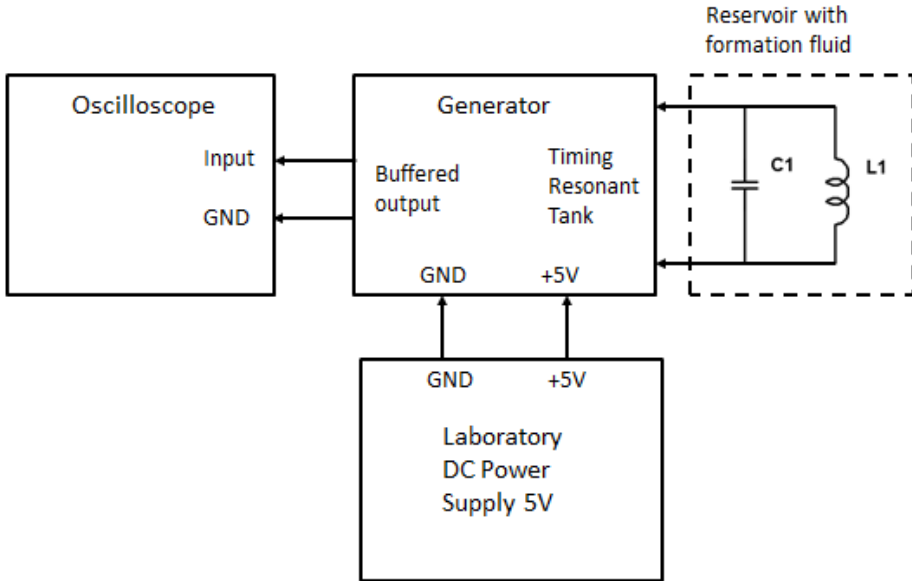 Reservoir with
formation fluid
Oscilloscope
Input
GND
Generator
Buffered
output
Timing
Resonant
Tank
GND
+5V
C1
L1
GND
+5V
Laboratory
DC Power
Supply 5V